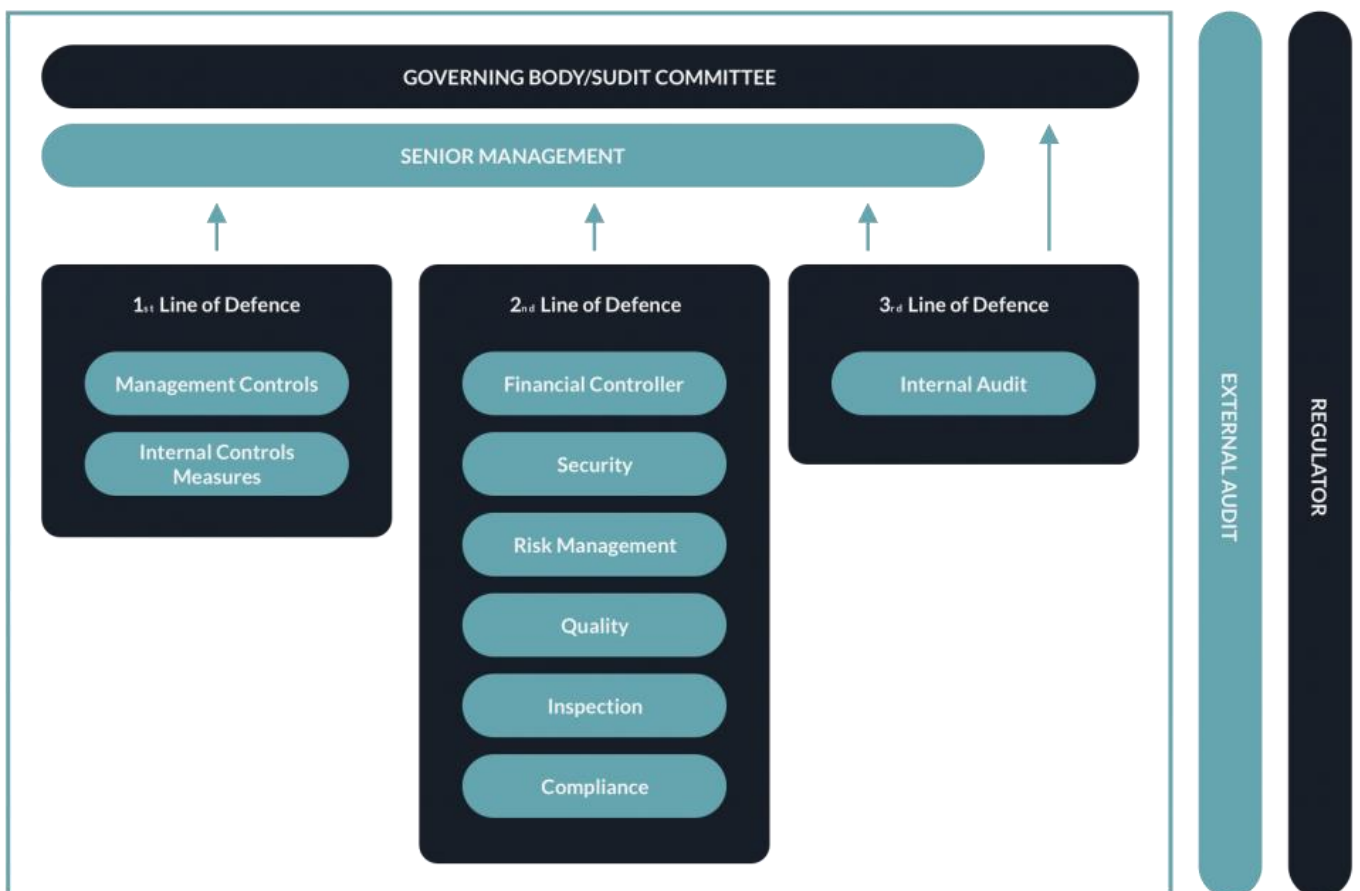 GOVERNING BODY/SUDIT COMMITTEE
SENIOR MANAGEMENT
1st Line of Defence
Management Controls
Internal Controls
Measures
2nd Line of Defence
Financial Controller
Security
Risk Management
Quality
Inspection
Compliance
3rd Line of Defence
Internal Audit
EXTERNAL AUDIT
REGULATOR